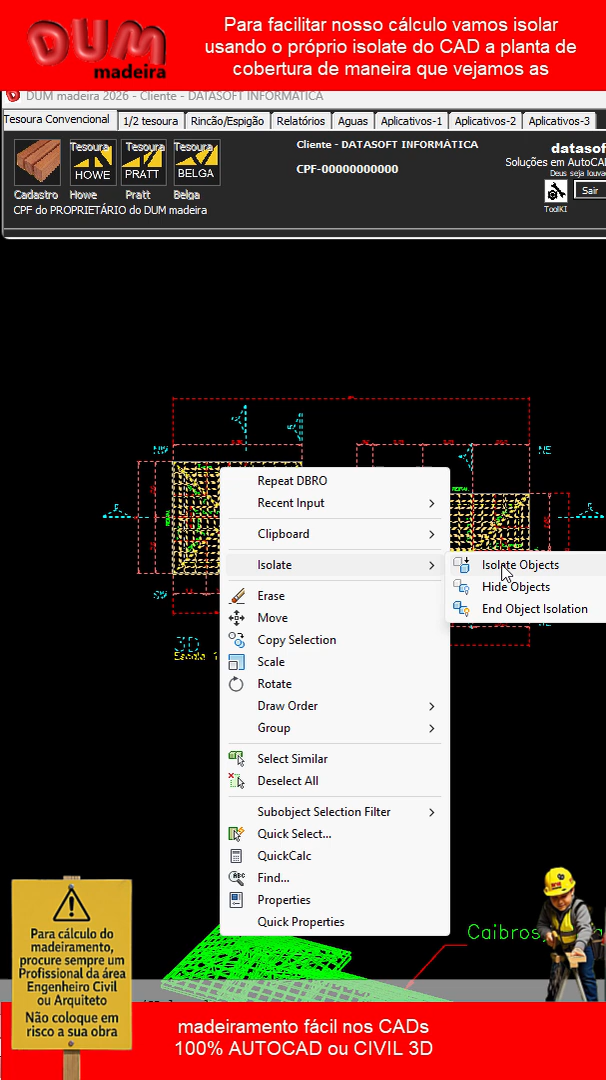 DUM
madeira
Para facilitar nosso cálculo vamos isolar
usando o próprio isolate do CAD a planta de
cobertura de maneira que vejamos as
DUM madeira 2026 - Cliente - DATASOFT INFORMÁTICA
Tesoura Convencional
1/2 tesoura
Rincão/Espigão
Relatórios
Aguas
Aplicativos-1
Aplicativos-2
Aplicativos-3
Tesoura
HOWE
Tesoura
PRATT
Tesoura
BELGA
Cadastro
Howe
Pratt
Belga
CPF do PROPRIETÁRIO do DUM madeira
Cliente - DATASOFT INFORMÁTICA
CPF-00000000000
datasof
Soluções em AutoCA
Deus seja louva
Sair
ToolKI
Repeat DBRO
Recent Input
Clipboard
Isolate
Erase
Move
Copy Selection
Scale
Rotate
Draw Order
Group
Select Similar
Deselect All
Subobject Selection Filter
Quick Select...
QuickCalc
Find...
Properties
Quick Properties
Isolate Objects
Hide Objects
End Object Isolation
3D
Caibros
Para cálculo do
madeiramento,
procure sempre um
Profissional da área
Engenheiro Civil
ou Arquiteto
Não coloque em
risco a sua obra
madeiramento fácil nos CADs
100% AUTOCAD ou CIVIL 3D